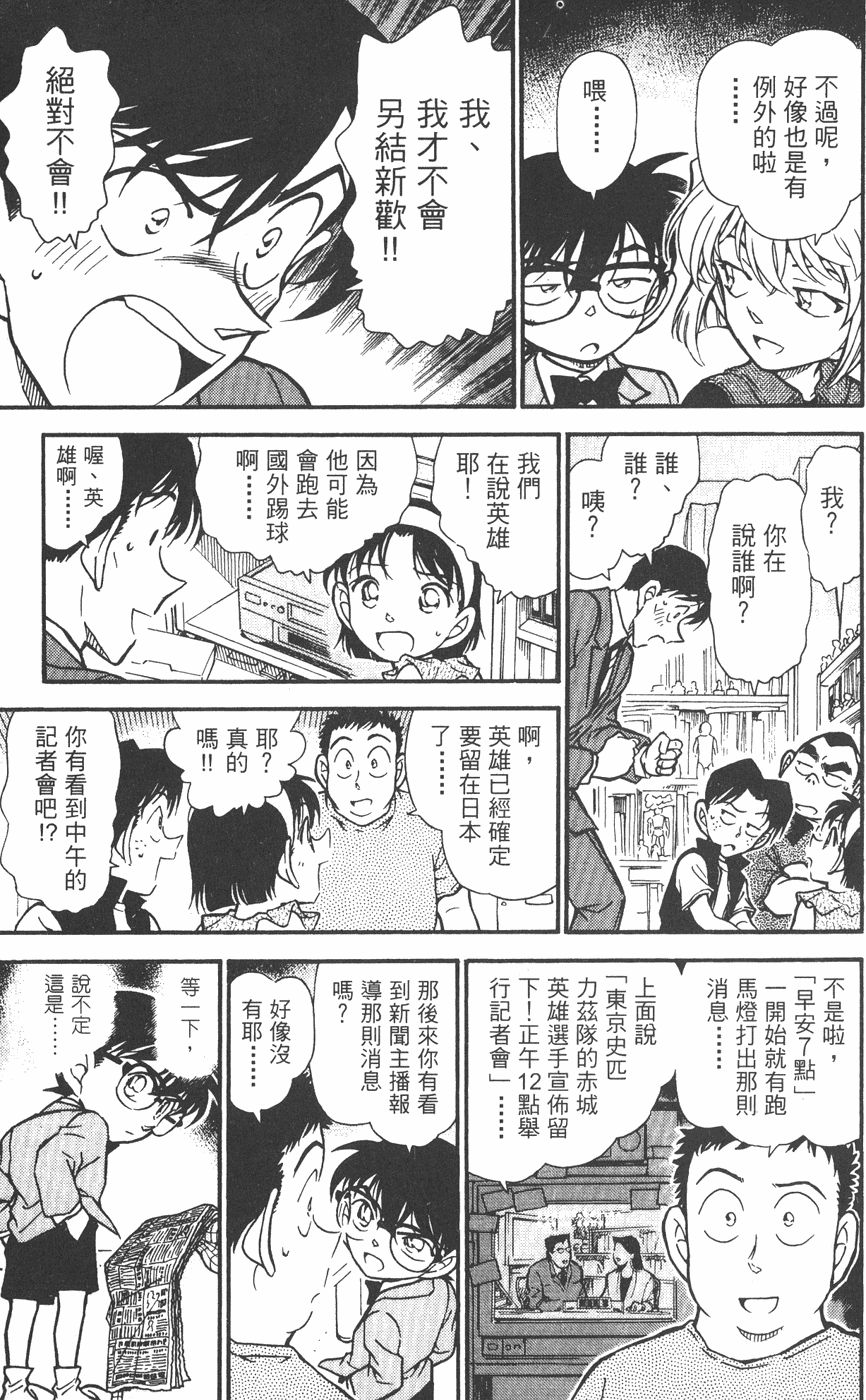 不過呢，
好像也是有
例外的啦
……
喂……
我、
我才不會
另結新歡!!
絕對不會!!
我？
你在
說誰啊？
誰、
誰？
咦？
我們
在說英雄
耶！
因為
他可能
會跑去
國外踢球
啊……
喔、英
雄啊……
啊，
英雄已經確定
要留在日本
了……
耶？
真的
嗎!!
你有看到中午的
記者會吧!?
不是啦，
「早安7點」
一開始就有跑
馬燈打出那則
消息……
上面說
「東京史匹
力茲隊的赤城
英雄選手宣佈留
下！正午12點舉
行記者會」……
那後來你有看
到新聞主播報
導那則消息
嗎？
好像沒
有耶……
等一下，
說不定
這是……